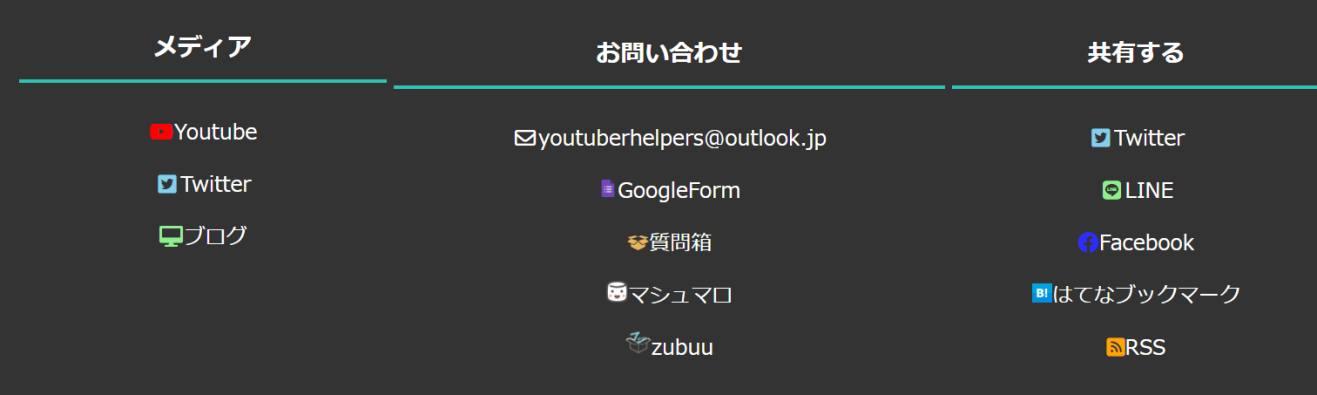 メディア
Youtube
Twitter
ブログ
お問い合わせ
youtuberhelpers@outlook.jp
GoogleForm
質問箱
マシュマロ
zubuu
共有する
Twitter
LINE
Facebook
B!はてなブックマーク
RSS